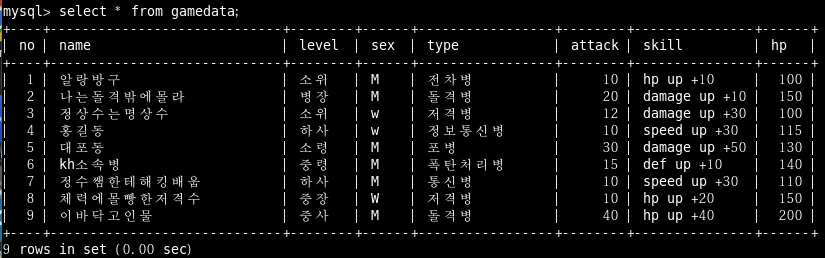 mysql> select * from gamedata;
| no | name | level | sex | type | attack | skill | hp |
| 1 | 알랑방구 | 소위 | M | 전차병 | 10 | hp up +10 | 100 |
| 2 | 나는돌격밖에몰라 | 병장 | M | 돌격병 | 20 | damage up +10 | 150 |
| 3 | 정상수는명상수 | 소위 | w | 저격병 | 12 | damage up +30 | 100 |
| 4 | 홍길동 | 하사 | w | 정보통신병 | 10 | speed up +30 | 115 |
| 5 | 대포동 | 소령 | M | 포병 | 30 | damage up +50 | 130 |
| 6 | kh소속병 | 중령 | M | 폭탄처리병 | 15 | def up +10 | 140 |
| 7 | 정수쌤한테해킹배움 | 하사 | M | 통신병 | 10 | speed up +30 | 110 |
| 8 | 체력에몰빵한저격수 | 중장 | W | 저격병 | 10 | hp up +20 | 150 |
| 9 | 이바닥고인물 | 중사 | M | 돌격병 | 40 | hp up +40 | 200 |
9 rows in set (0.00 sec)